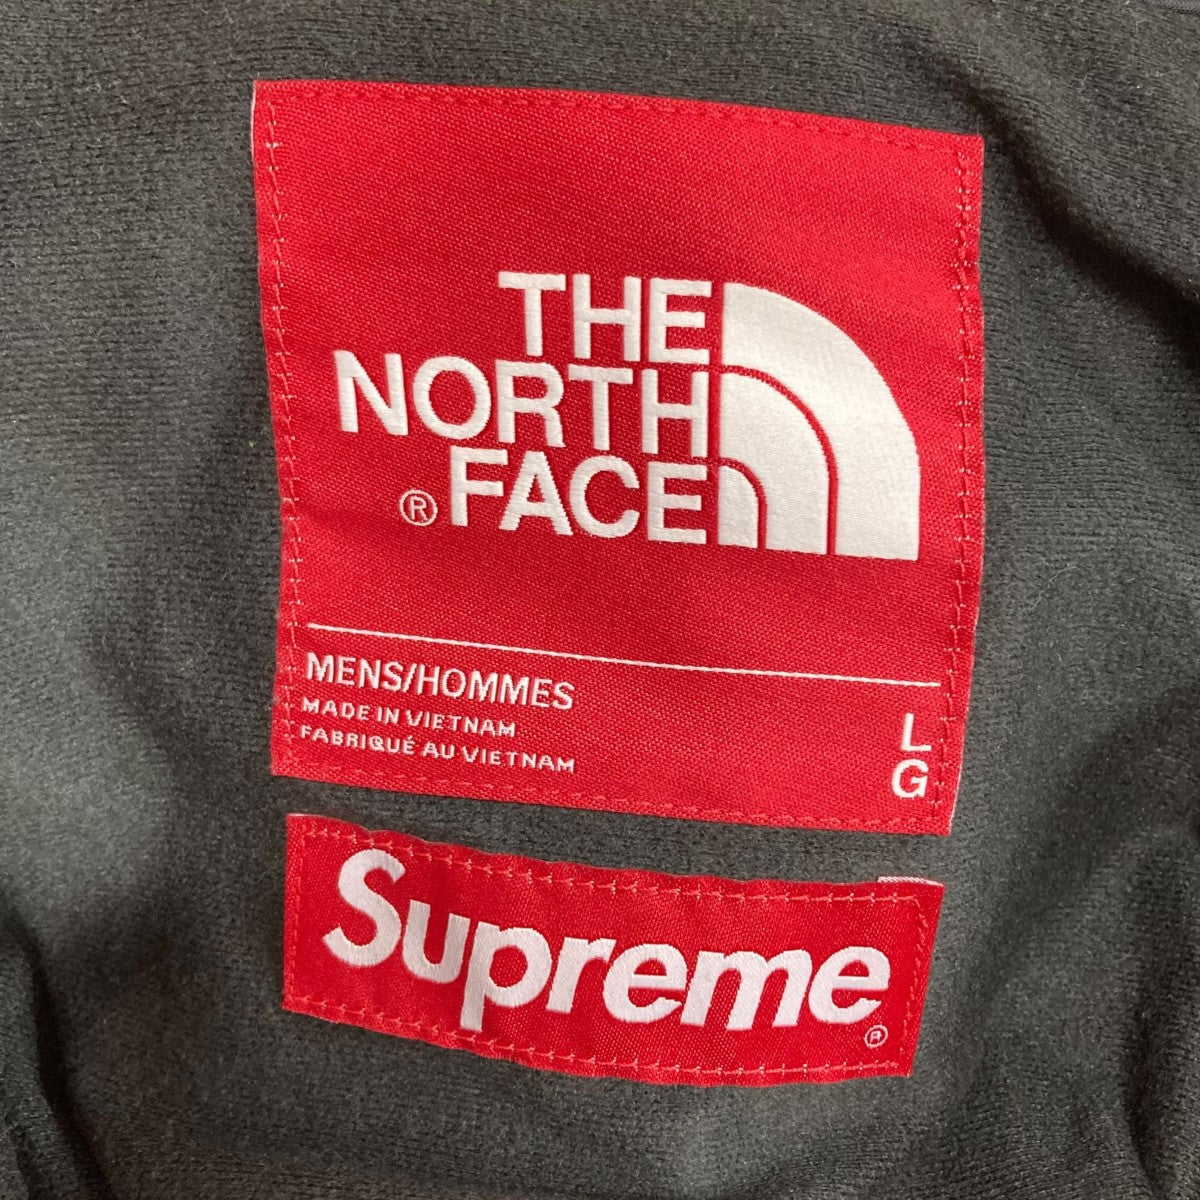 THE
NORTH
® FACE
MENS/HOMMES
MADE IN VIETNAM
FABRIQUÉ AU VIETNAM
L
G
Supreme®